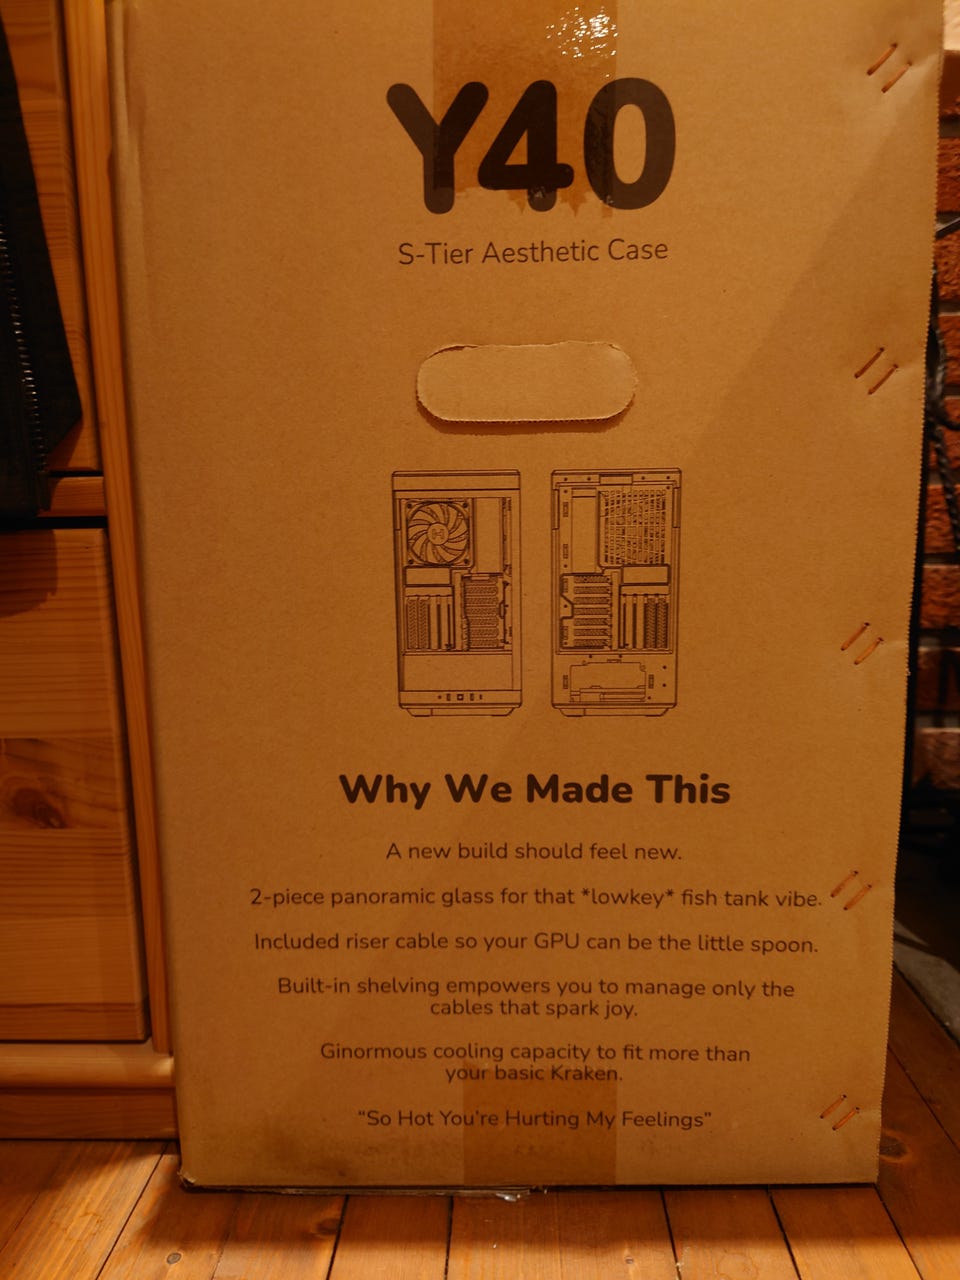 Y40
S-Tier Aesthetic Case
Why We Made This
A new build should feel new.
2-piece panoramic glass for that *lowkey* fish tank vibe.
Included riser cable so your GPU can be the little spoon.
Built-in shelving empowers you to manage only the
cables that spark joy.
Ginormous cooling capacity to fit more than
your basic Kraken.
“So Hot You’re Hurting My Feelings”